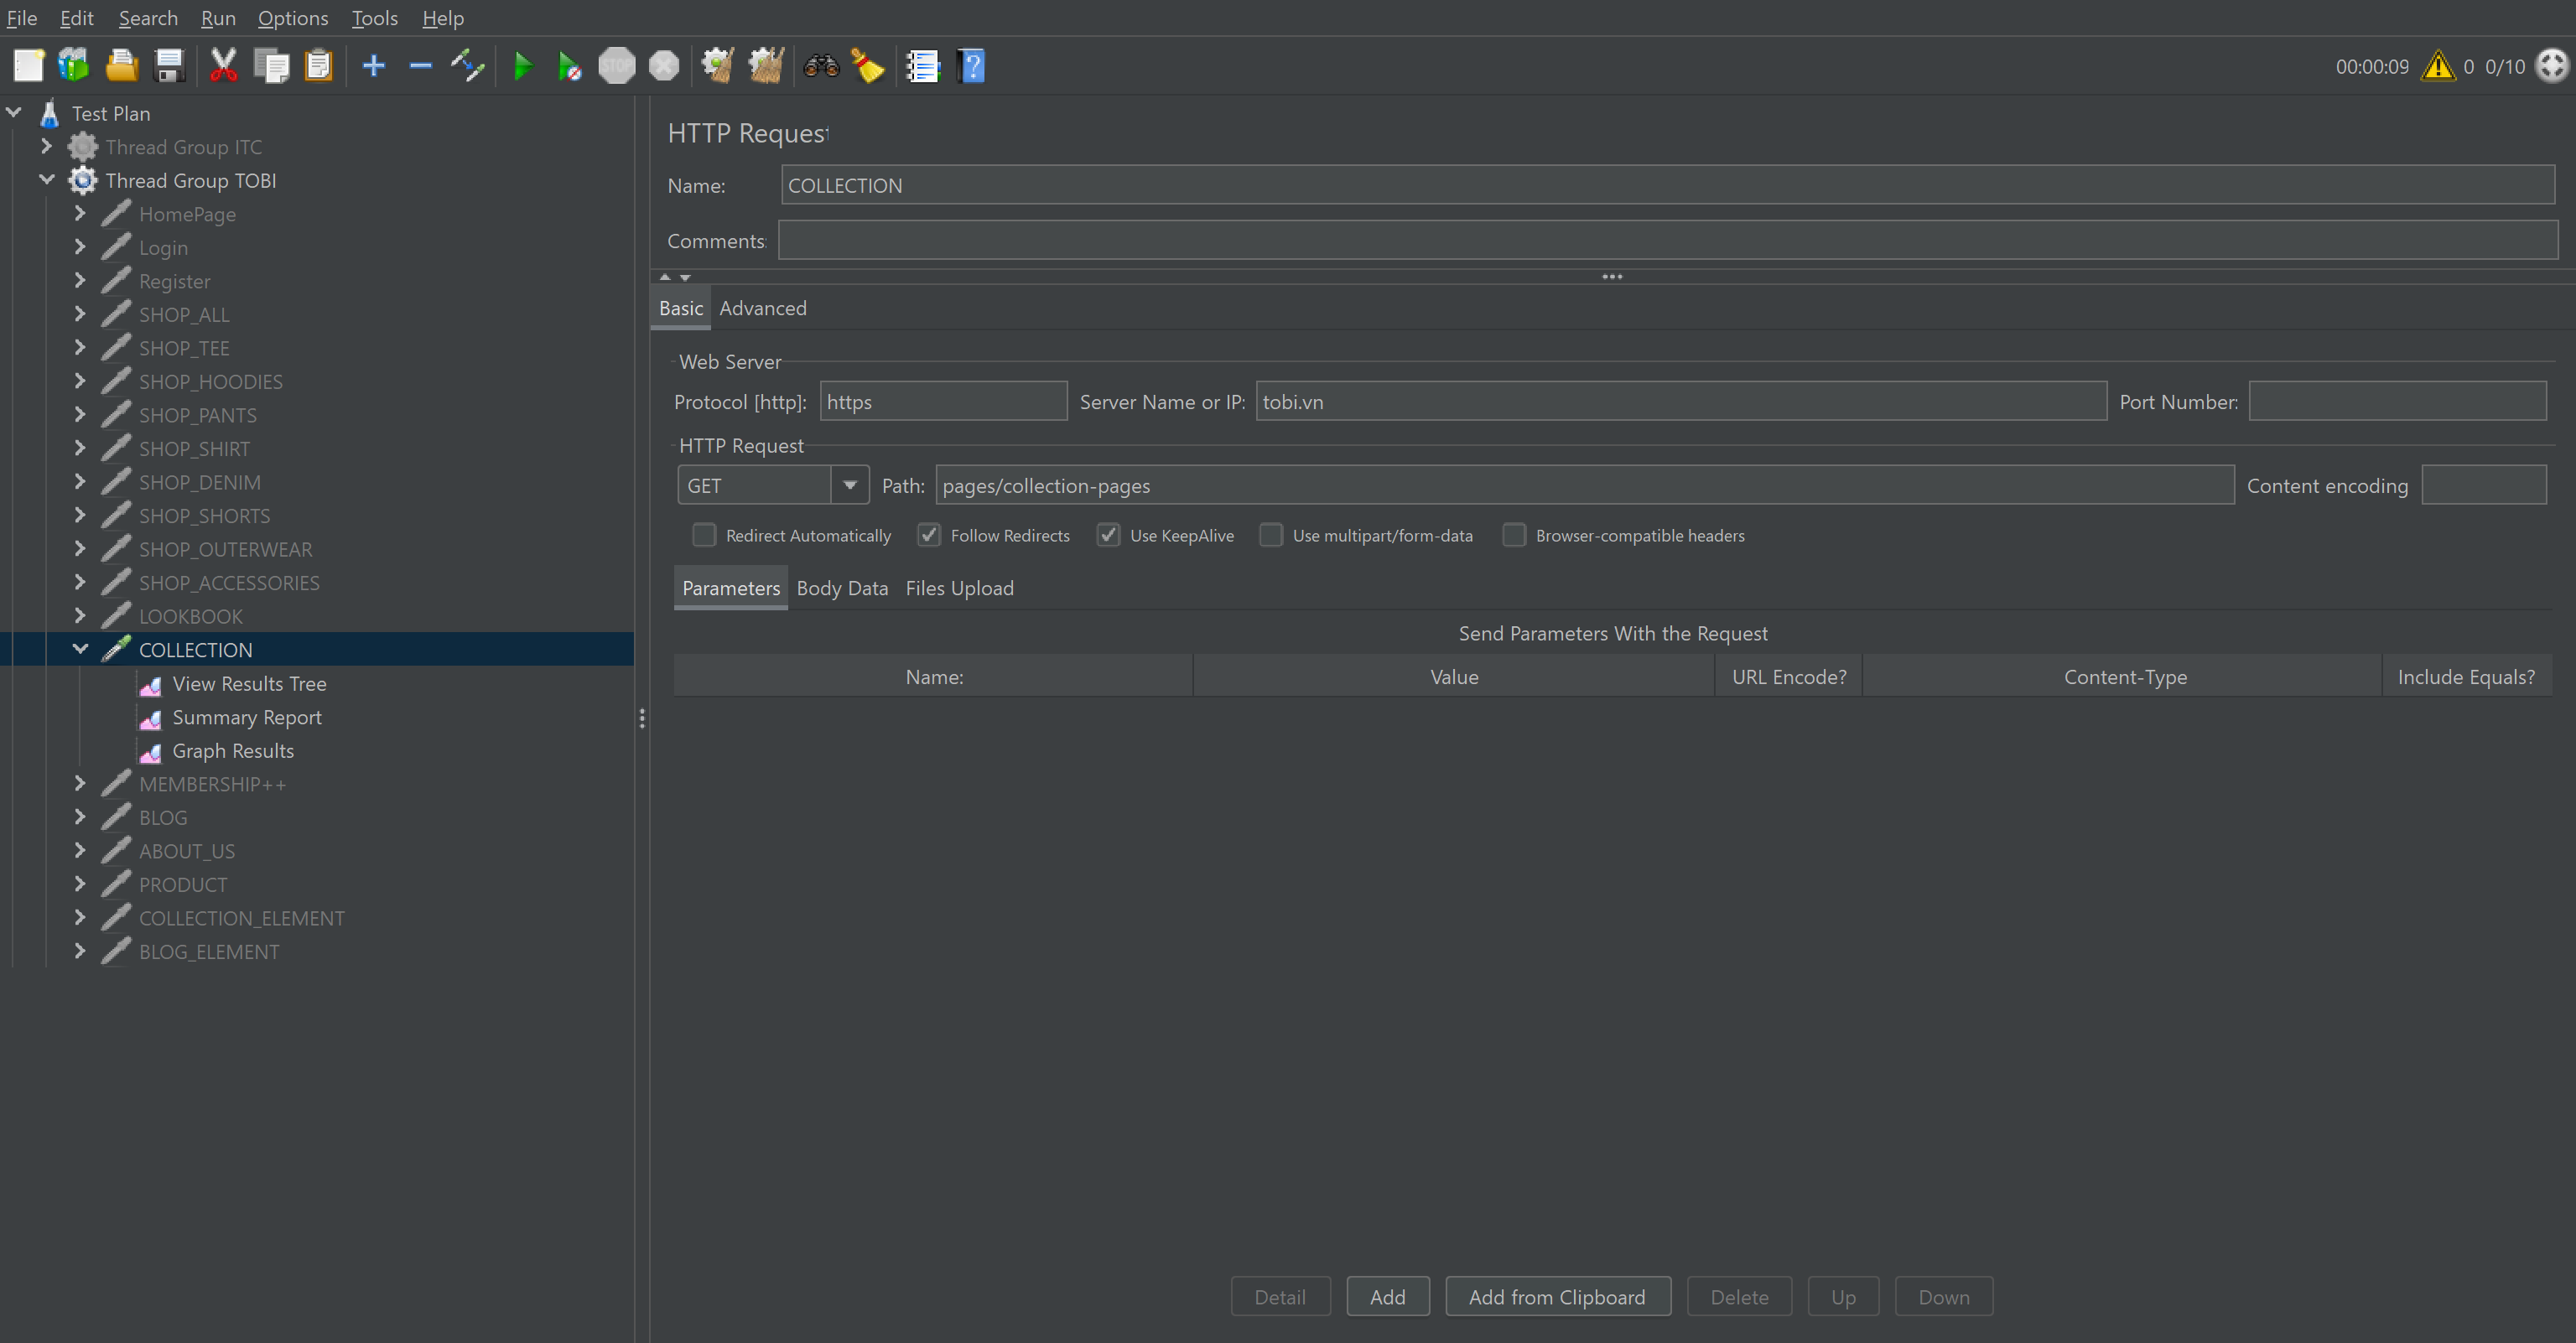 File Edit Search Run Options Tools Help
STOP
00:00:09 0 0/10
Test Plan
Thread Group ITC
Thread Group TOBI
HomePage
Login
Register
SHOP_ALL
SHOP_TEE
SHOP_HOODIES
SHOP_PANTS
SHOP_SHIRT
SHOP_DENIM
SHOP_SHORTS
SHOP_OUTERWEAR
SHOP_ACCESSORIES
LOOKBOOK
COLLECTION
View Results Tree
Summary Report
Graph Results
MEMBERSHIP++
BLOG
ABOUT_US
PRODUCT
COLLECTION_ELEMENT
BLOG_ELEMENT
HTTP Request
Name: COLLECTION
Comments:
Basic Advanced
Web Server
Protocol [http]: https Server Name or IP: tobi.vn Port Number:
HTTP Request
GET Path: pages/collection-pages Content encoding
Redirect Automatically Follow Redirects Use KeepAlive Use multipart/form-data Browser-compatible headers
Parameters Body Data Files Upload
Send Parameters With the Request
Name: Value URL Encode? Content-Type Include Equals?
Detail Add Add from Clipboard Delete Up Down